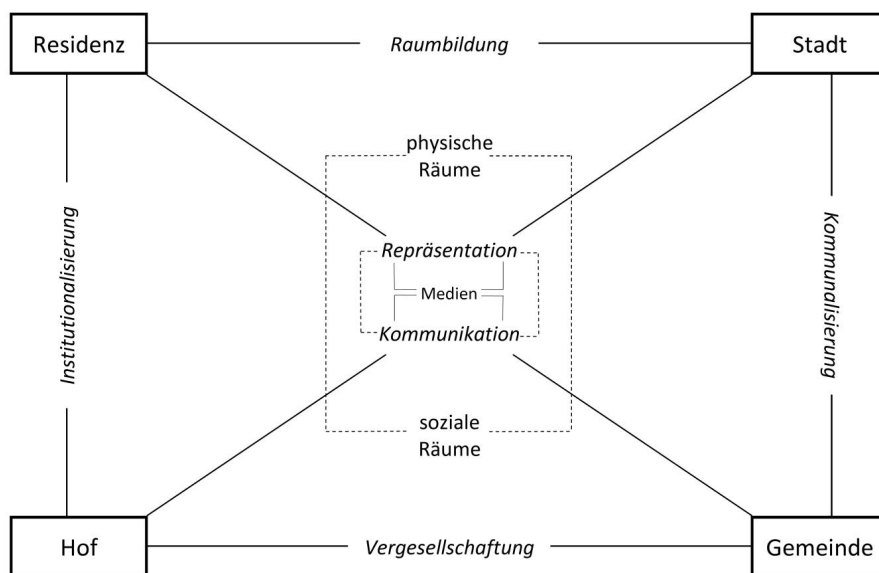 Residenz
Raumbildung
Stadt
physische
Räume
Institutionalisierung
Kommunalisierung
Repräsentation
Medien
Kommunikation
soziale
Räume
Hof
Vergesellschaftung
Gemeinde